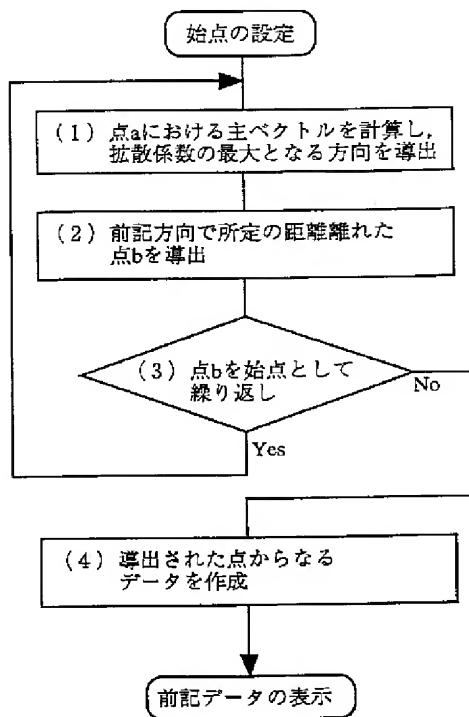 始点の設定
(1) 点aにおける主ベクトルを計算し,
拡散係数の最大となる方向を導出
(2) 前記方向で所定の距離離れた
点bを導出
(3) 点bを始点として
繰り返し
No
Yes
(4) 導出された点からなる
データを作成
前記データの表示